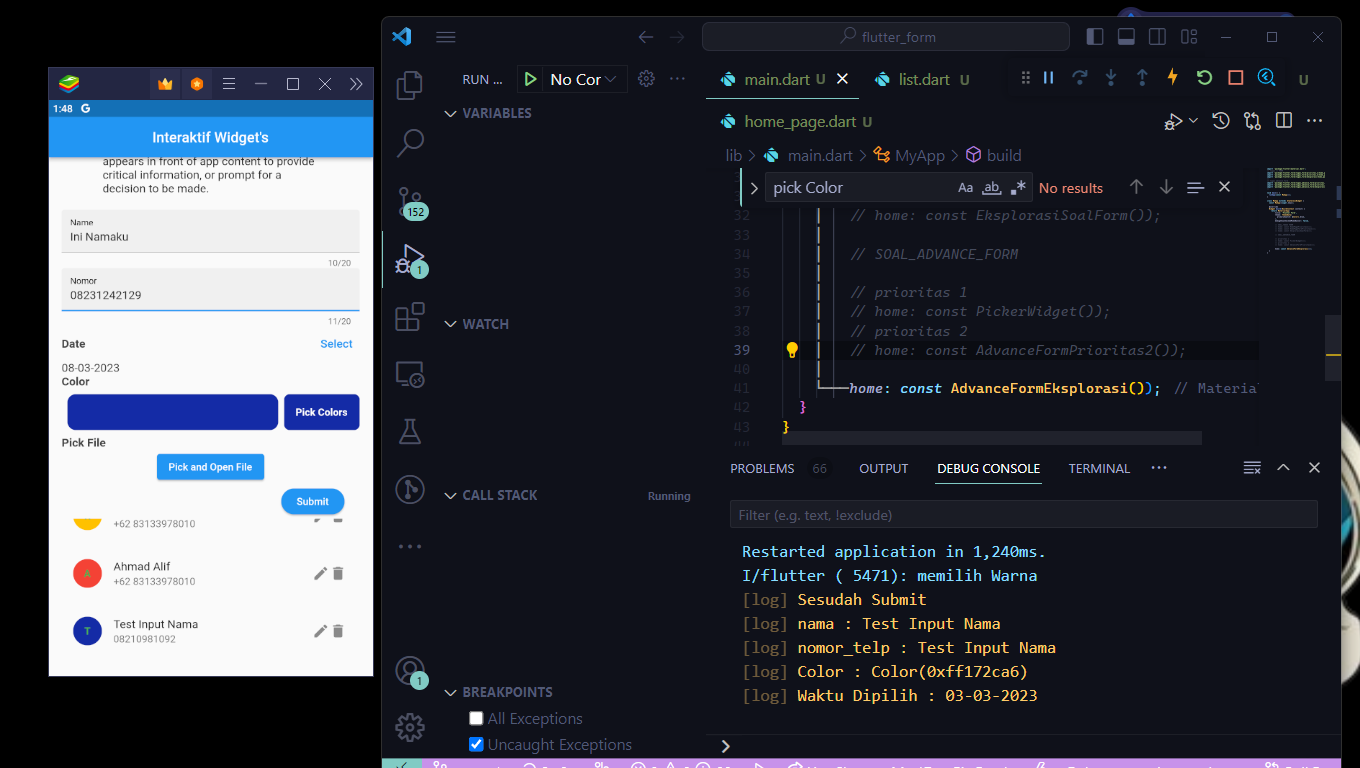 1:48 G
Interaktif Widget's
appears in front of app content to provide
critical information, or prompt for a
decision to be made.
Name
Ini Namaku
10/20
Nomor
08231242129
11/20
Date
Select
08-03-2023
Color
Pick Colors
Pick File
Pick and Open File
Submit
+62 83133978010
A
Ahmad Alif
+62 83133978010
T
Test Input Nama
08210981092
flutter_form
152
1
1
RUN ...
No Cor
VARIABLES
WATCH
CALL STACK
Running
BREAKPOINTS
All Exceptions
Uncaught Exceptions
main.dart U
list.dart U
U
home_page.dart U
lib > main.dart > MyApp > build
pick Color
Aa ab .*
No results
32 // home: const EksplorasiSoalForm());
33
34 // SOAL_ADVANCE_FORM
35
36 // prioritas 1
37 // home: const PickerWidget());
38 // prioritas 2
39 // home: const AdvanceFormPrioritas2());
40
41 home: const AdvanceFormEksplorasi()); // Material
42 }
43 }
PROBLEMS 66 OUTPUT DEBUG CONSOLE TERMINAL ...
Filter (e.g. text, !exclude)
Restarted application in 1,240ms.
I/flutter ( 5471): memilih Warna
[log] Sesudah Submit
[log] nama : Test Input Nama
[log] nomor_telp : Test Input Nama
[log] Color : Color(0xff172ca6)
[log] Waktu Dipilih : 03-03-2023